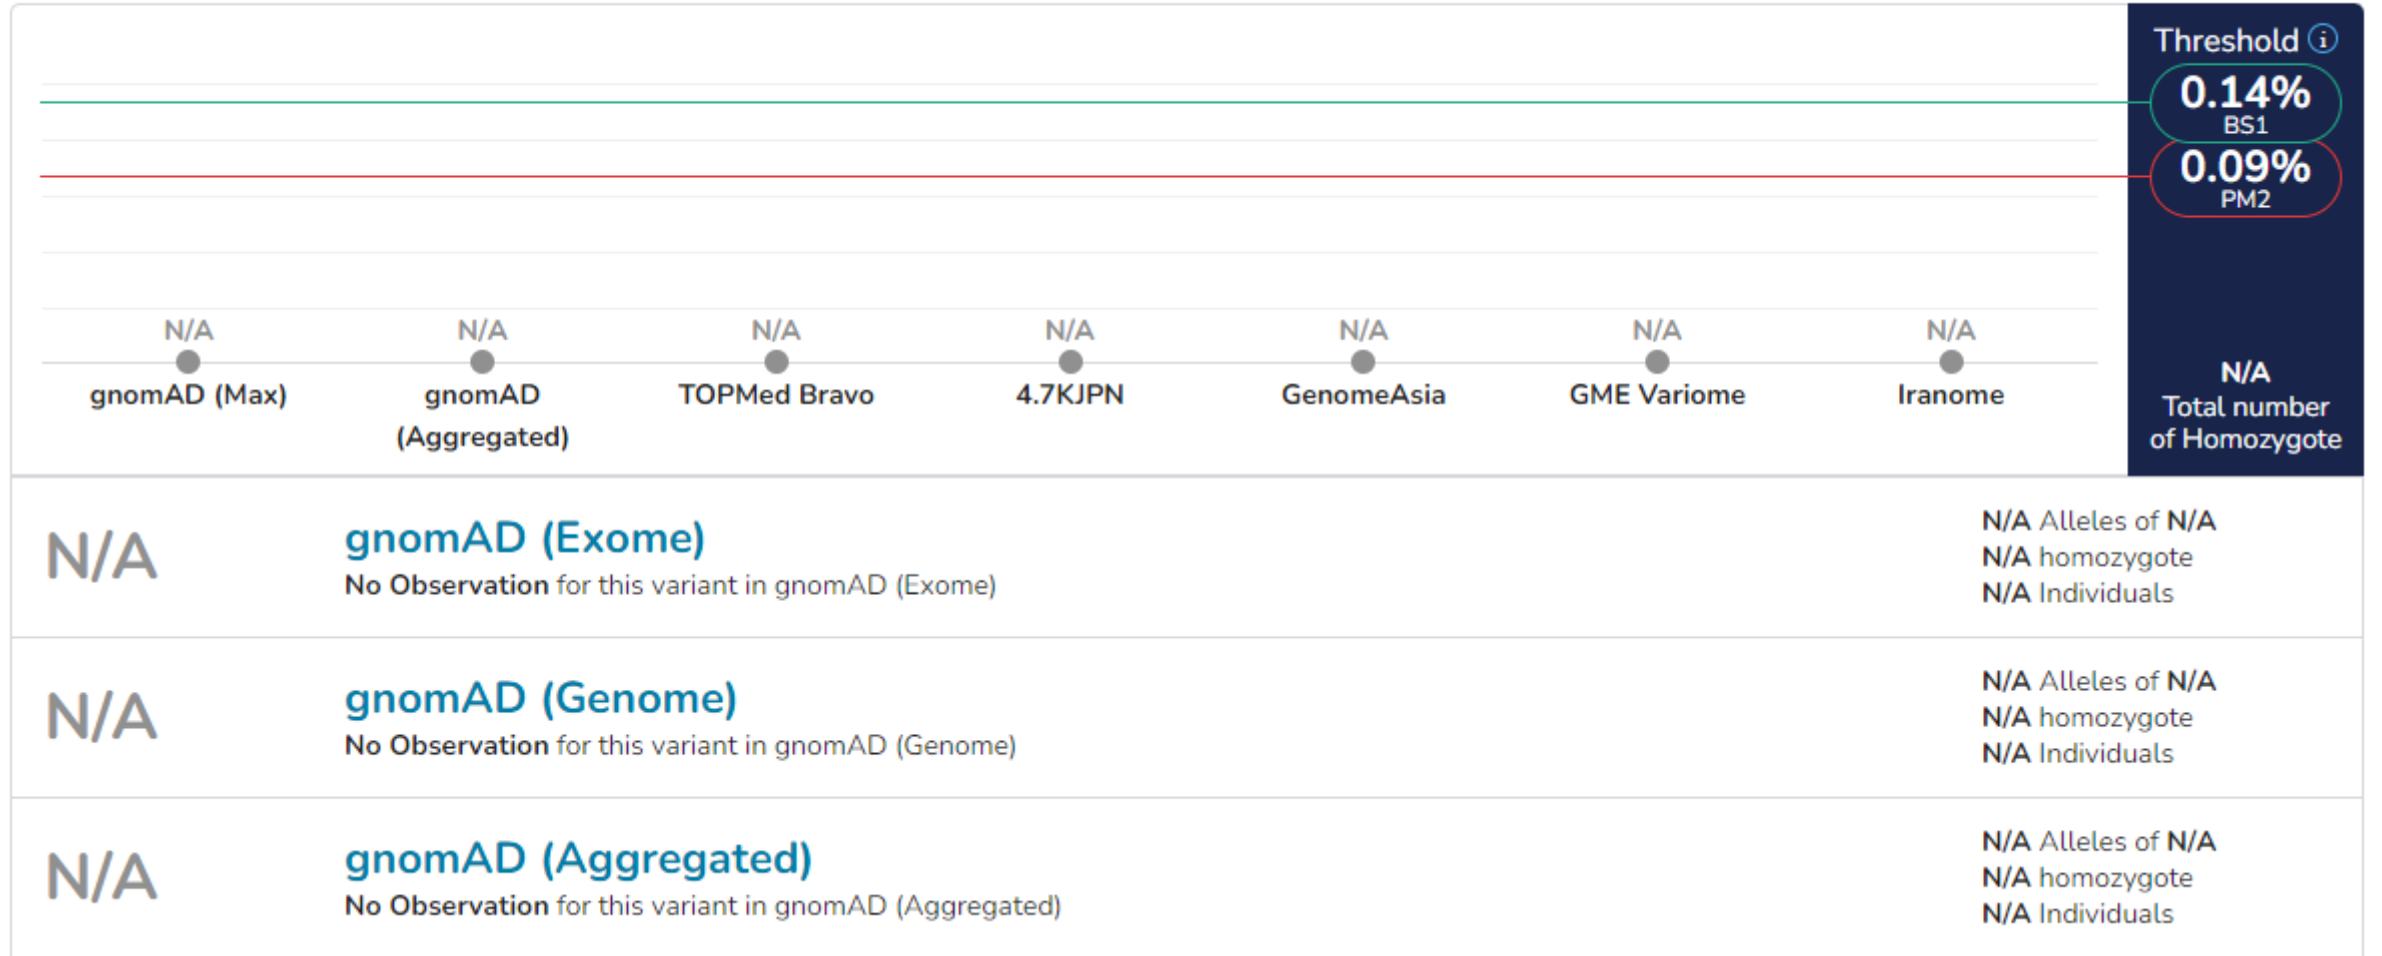 Threshold i
0.14%
BS1
0.09%
PM2
N/A N/A N/A N/A N/A N/A N/A
gnomAD (Max) gnomAD TOPMed Bravo 4.7KJPN GenomeAsia GME Variome Iranome
(Aggregated)
N/A
Total number
of Homozygote
N/A
gnomAD (Exome)
No Observation for this variant in gnomAD (Exome)
N/A Alleles of N/A
N/A homozygote
N/A Individuals
N/A
gnomAD (Genome)
No Observation for this variant in gnomAD (Genome)
N/A Alleles of N/A
N/A homozygote
N/A Individuals
N/A
gnomAD (Aggregated)
No Observation for this variant in gnomAD (Aggregated)
N/A Alleles of N/A
N/A homozygote
N/A Individuals